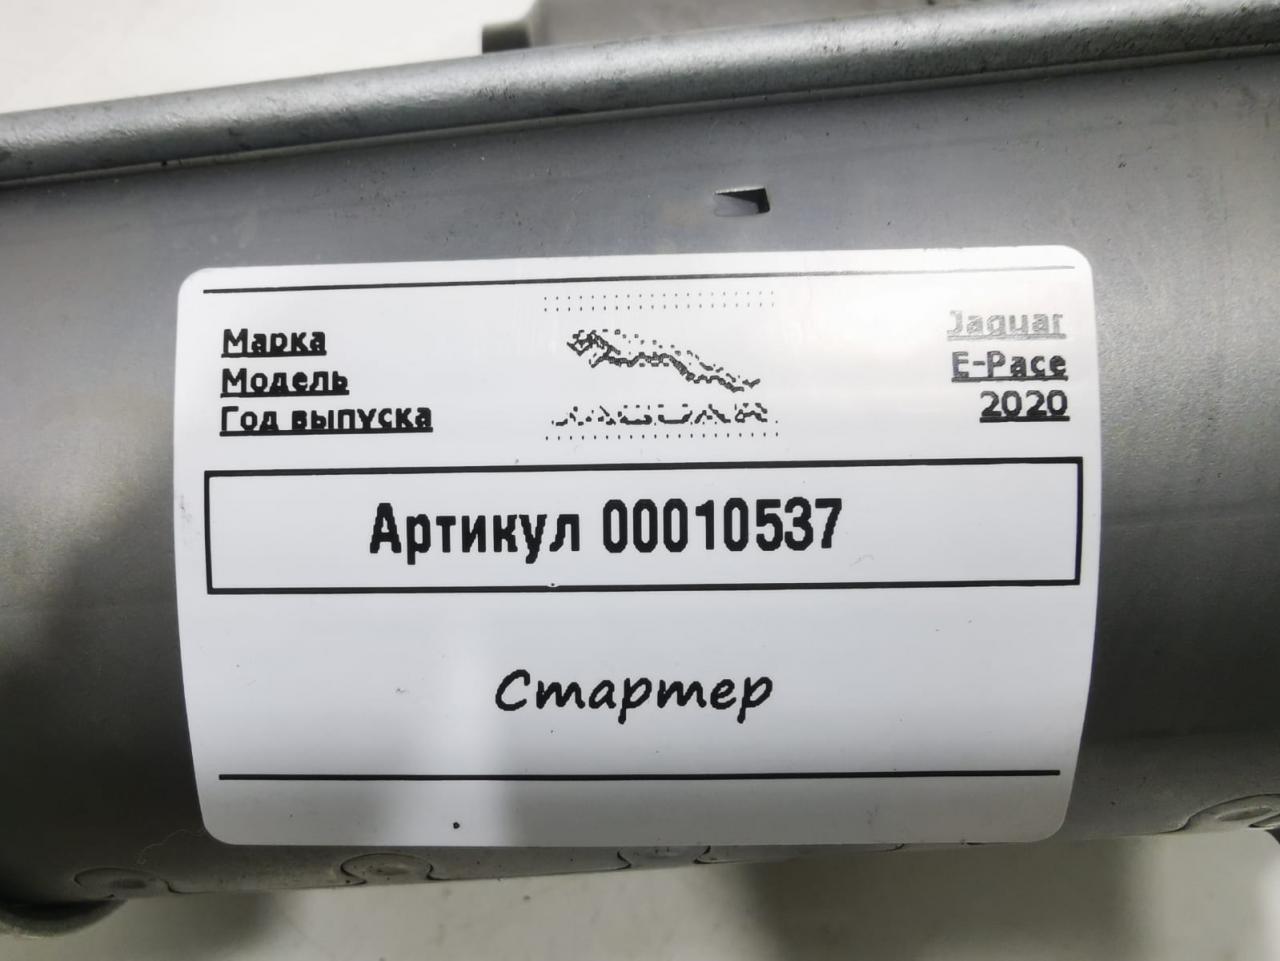 Марка Jaguar
Модель E-Pace
Год выпуска 2020
Артикул 00010537
Стартер